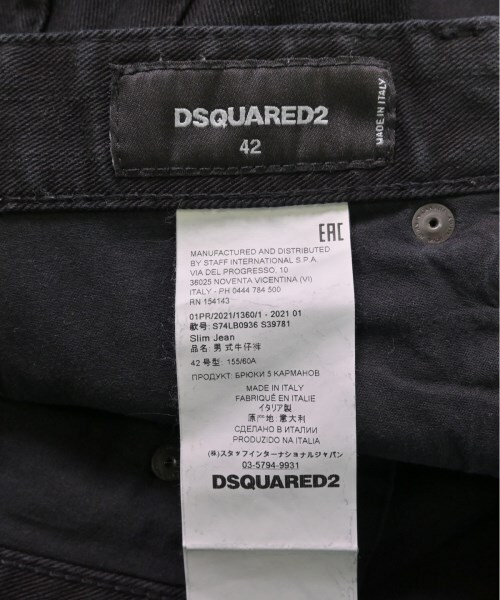 DSQUARED2
42
MADE IN ITALY
EAC
MANUFACTURED AND DISTRIBUTED
BY STAFF INTERNATIONAL S.P.A.
VIA DEL PROGRESSO, 10
36025 NOVENTA VICENTINA (VI)
ITALY - PH 0444 784 500
RN 154143
01PR/2021/1360/1 - 2021 01
款号: S74LB0936 S39781
Slim Jean
品名: 男式牛仔裤
42 号型: 155/60A
ПРОДУКТ: БРЮКИ 5 КАРМАНОВ
MADE IN ITALY
FABRIQUÉ EN ITALIE
イタリア製
原产地: 意大利
СДЕЛАНО В ИТАЛИИ
PRODUZIDO NA ITALIA
(株)スタッフインターナショナルジャパン
03-5794-9931
DSQUARED2